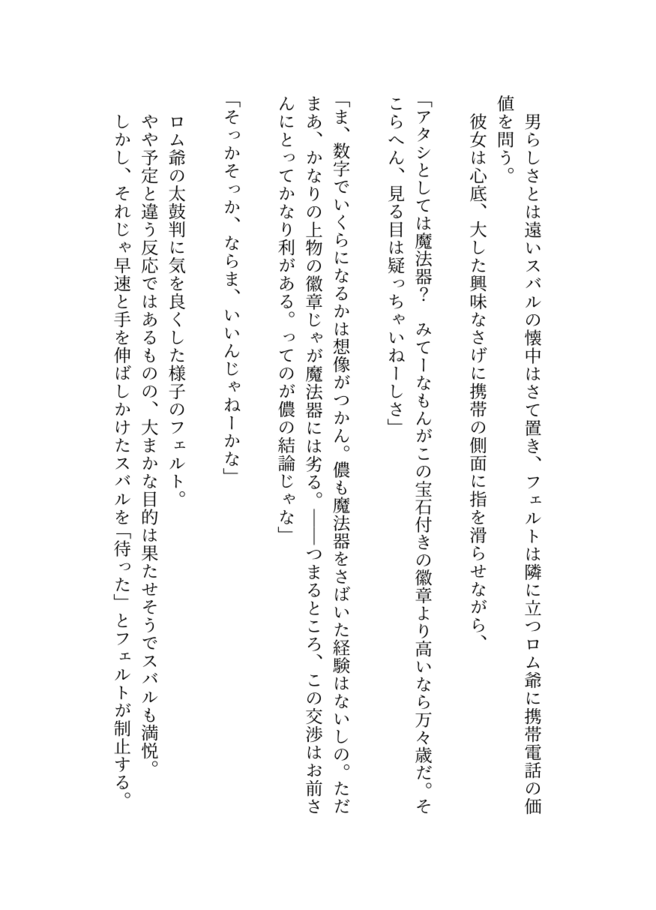 男らしさとは遠いスバルの懐中はさて置き、フェルトは隣に立つロム爺に携帯電話の価
値を問う。
　彼女は心底、大した興味なさげに携帯の側面に指を滑らせながら、
「アタシとしては魔法器？　みてーなもんがこの宝石付きの徽章より高いなら万々歳だ。そ
こらへん、見る目は疑っちゃいねーしさ」
「ま、数字でいくらになるかは想像がつかん。儂も魔法器をさばいた経験はないしの。ただ
まあ、かなりの上物の徽章じゃが魔法器には劣る。――つまるところ、この交渉はお前さ
んにとってかなり利がある。ってのが儂の結論じゃな」
「そっかそっか、ならま、いいんじゃねーかな」
　ロム爺の太鼓判に気を良くした様子のフェルト。
　やや予定と違う反応ではあるものの、大まかな目的は果たせそうでスバルも満悦。
　しかし、それじゃ早速と手を伸ばしかけたスバルを「待った」とフェルトが制止する。